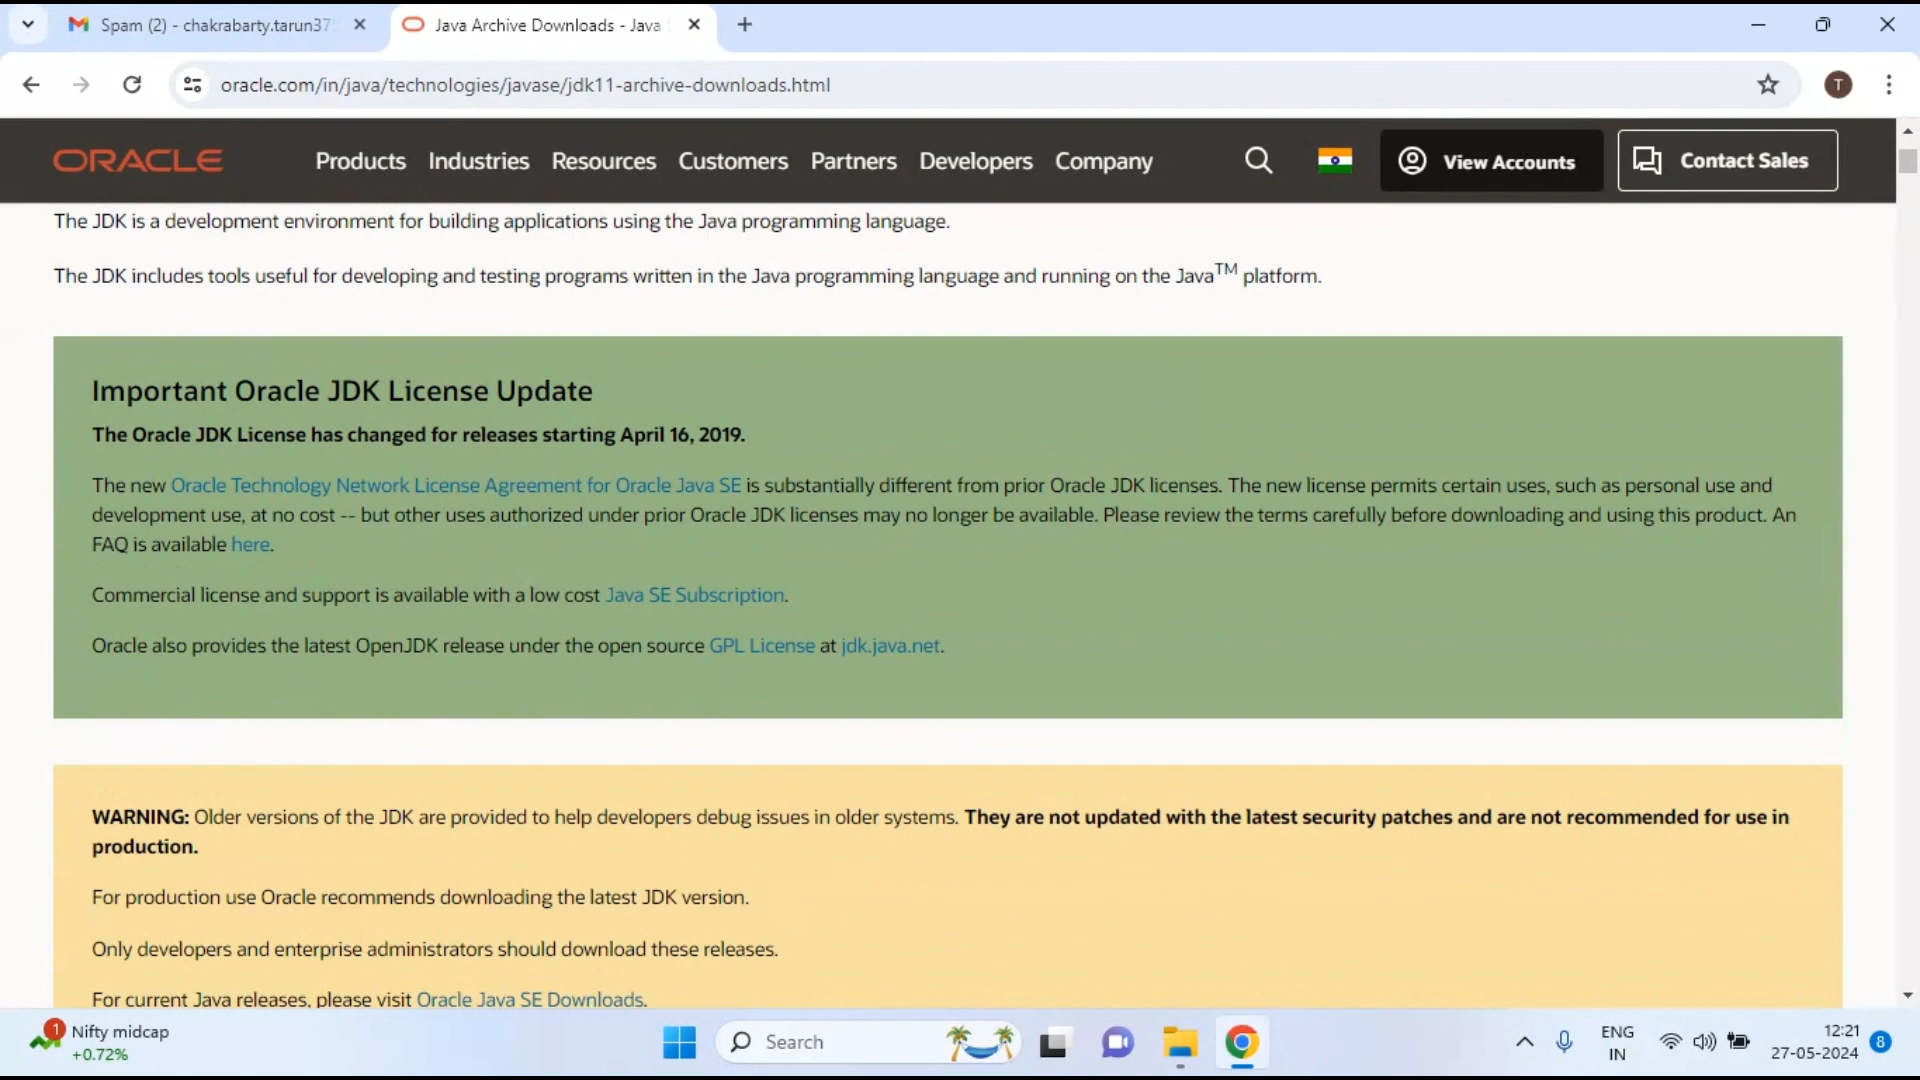 Spam (2) - chakrabarty.tarun37
Java Archive Downloads - Java
oracle.com/in/java/technologies/javase/jdk11-archive-downloads.html
T
ORACLE
Products Industries Resources Customers Partners Developers Company
View Accounts
Contact Sales
The JDK is a development environment for building applications using the Java programming language.
The JDK includes tools useful for developing and testing programs written in the Java programming language and running on the Java™ platform.
Important Oracle JDK License Update
The Oracle JDK License has changed for releases starting April 16, 2019.
The new Oracle Technology Network License Agreement for Oracle Java SE is substantially different from prior Oracle JDK licenses. The new license permits certain uses, such as personal use and
development use, at no cost -- but other uses authorized under prior Oracle JDK licenses may no longer be available. Please review the terms carefully before downloading and using this product. An
FAQ is available here.
Commercial license and support is available with a low cost Java SE Subscription.
Oracle also provides the latest OpenJDK release under the open source GPL License at jdk.java.net.
WARNING: Older versions of the JDK are provided to help developers debug issues in older systems. They are not updated with the latest security patches and are not recommended for use in
production.
For production use Oracle recommends downloading the latest JDK version.
Only developers and enterprise administrators should download these releases.
For current Java releases, please visit Oracle Java SE Downloads.
1
Nifty midcap
+0.72%
Search
ENG
IN
12:21
27-05-2024
8